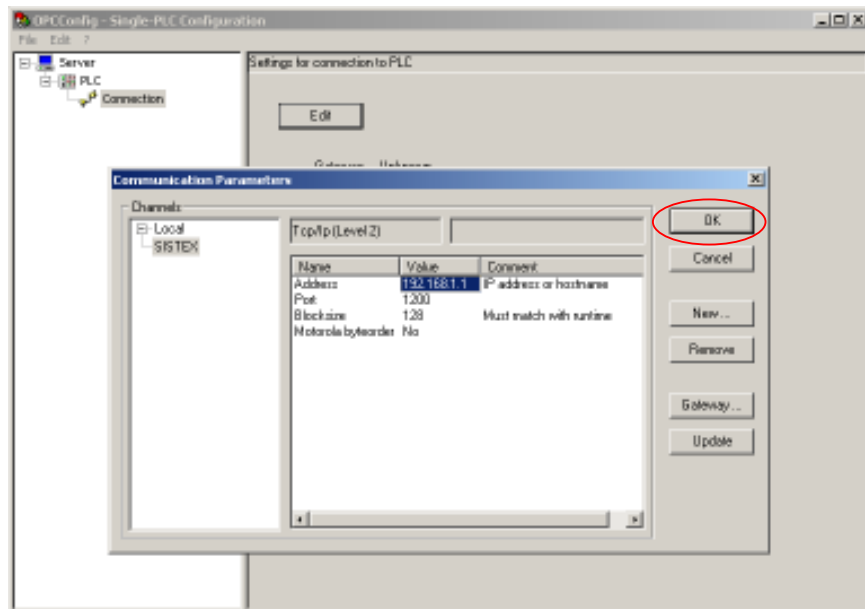 OPCConfig - Single-PLC Configuration
File Edit ?
Server
PLC
Connection
Settings for connection to PLC
Edit
Gateway Unknown
Communication Parameters
Channels
Local
SISTEX
Tcp/Ip (Level 2)
Name Value Comment
Address 192.168.1.1 IP address or hostname
Port 1200
Blocksize 128 Must match with runtime
Motorola byteorder No
OK
Cancel
New...
Remove
Gateway...
Update